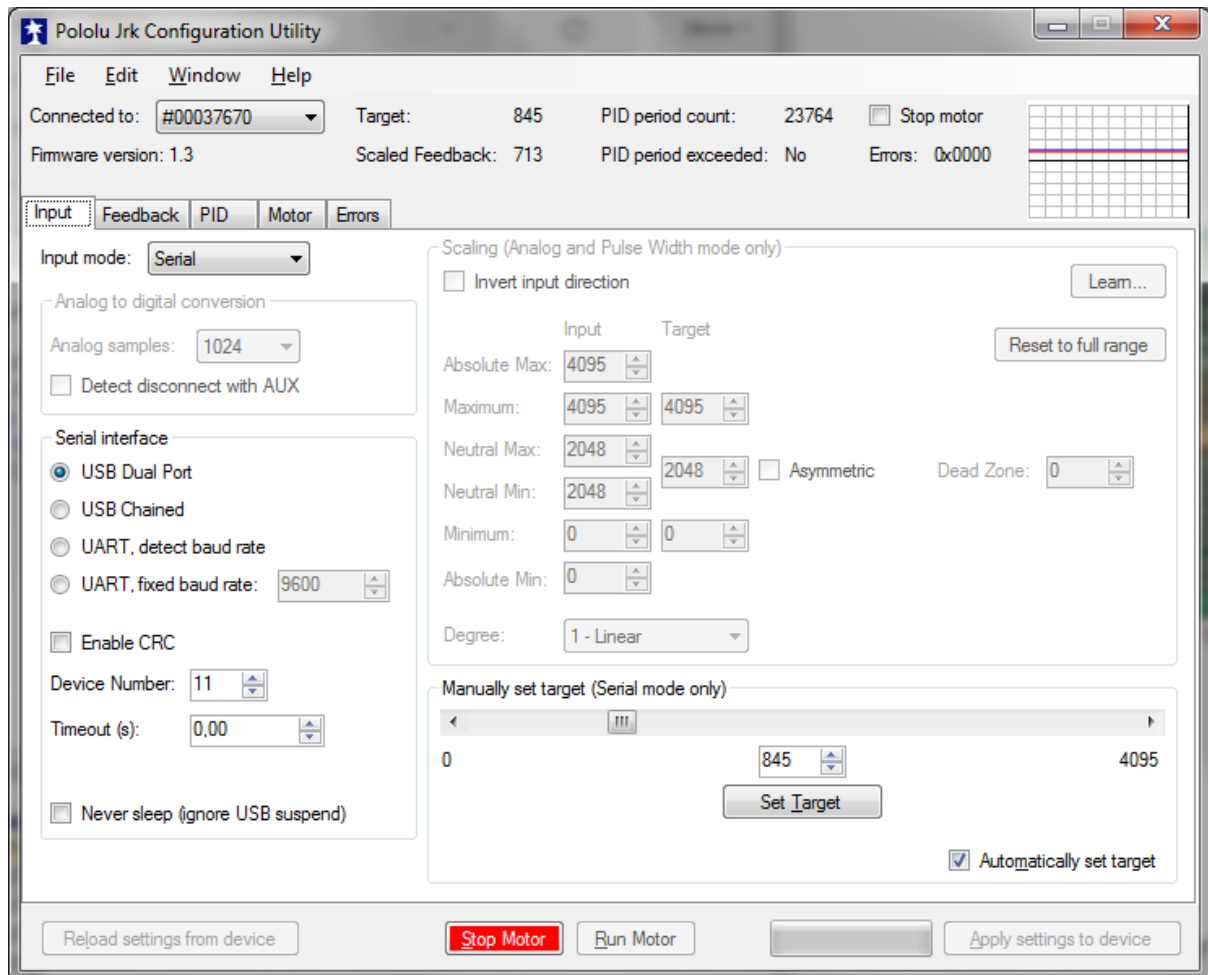 Pololu Jrk Configuration Utility
File Edit Window Help
Connected to: #00037670 Target: 845 PID period count: 23764 Stop motor
Firmware version: 1.3 Scaled Feedback: 713 PID period exceeded: No Errors: 0x0000
Input Feedback PID Motor Errors
Input mode: Serial
Analog to digital conversion
Analog samples: 1024
Detect disconnect with AUX
Serial interface
USB Dual Port
USB Chained
UART, detect baud rate
UART, fixed baud rate: 9600
Enable CRC
Device Number: 11
Timeout (s): 0,00
Never sleep (ignore USB suspend)
Scaling (Analog and Pulse Width mode only)
Invert input direction Learn...
Input Target
Reset to full range
Absolute Max: 4095
Maximum: 4095 4095
Neutral Max: 2048
2048 Asymmetric Dead Zone: 0
Neutral Min: 2048
Minimum: 0 0
Absolute Min: 0
Degree: 1 - Linear
Manually set target (Serial mode only)
0 845 4095
Set Target
Automatically set target
Reload settings from device Stop Motor Run Motor Apply settings to device